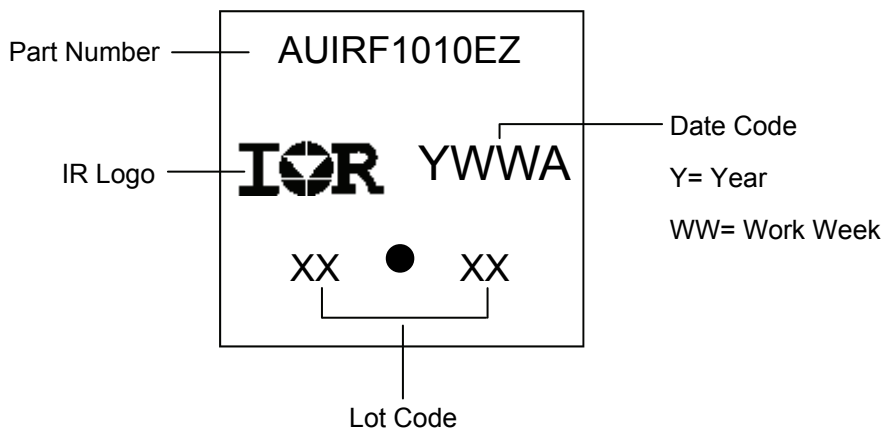 Part Number
AUIRF1010EZ
IR Logo
IOR
YWWA
Date Code
Y= Year
WW= Work Week
XX
XX
Lot Code